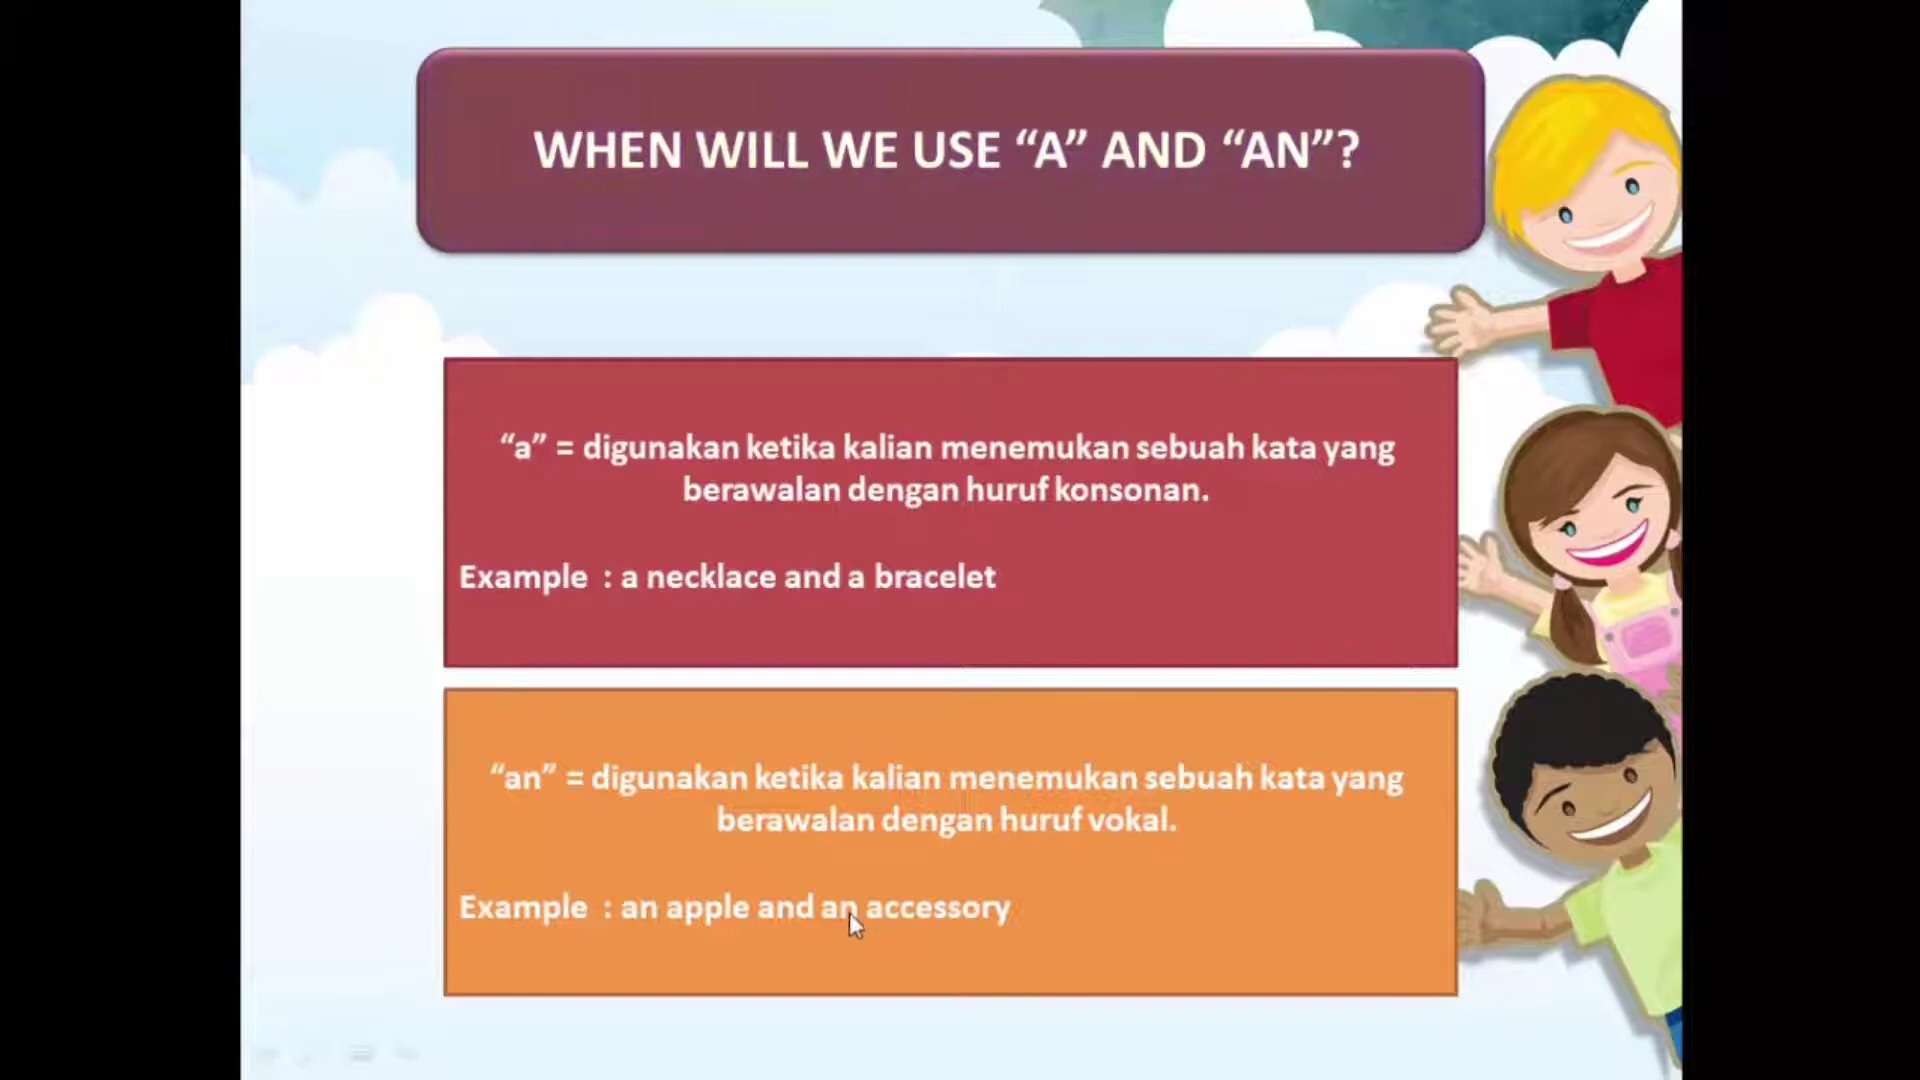 WHEN WILL WE USE “A” AND “AN”?
“a” = digunakan ketika kalian menemukan sebuah kata yang
berawalan dengan huruf konsonan.
Example : a necklace and a bracelet
“an” = digunakan ketika kalian menemukan sebuah kata yang
berawalan dengan huruf vokal.
Example : an apple and an accessory